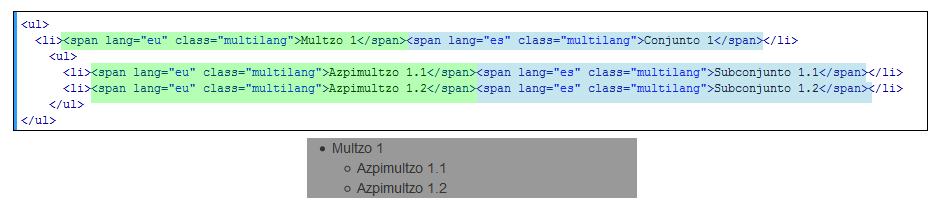 <ul>
<li><span lang="eu" class="multilang">Multzo 1</span><span lang="es" class="multilang">Conjunto 1</span></li>
<ul>
<li><span lang="eu" class="multilang">Azpimultzo 1.1</span><span lang="es" class="multilang">Subconjunto 1.1</span></li>
<li><span lang="eu" class="multilang">Azpimultzo 1.2</span><span lang="es" class="multilang">Subconjunto 1.2</span></li>
</ul>
</ul>
• Multzo 1
○ Azpimultzo 1.1
○ Azpimultzo 1.2